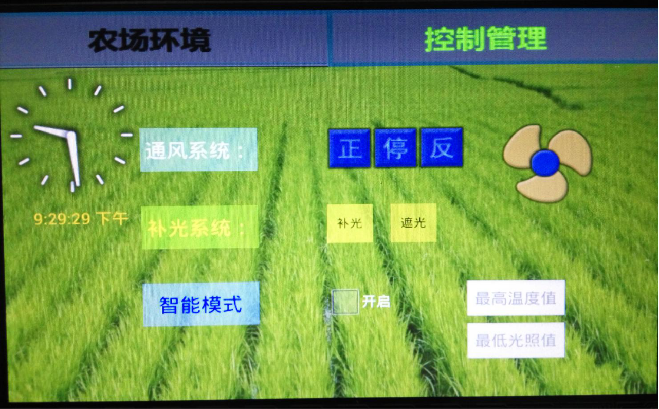 农场环境
控制管理
通风系统：
正 停 反
9:29:29 下午
补光系统
补光
遮光
智能模式
开启
最高温度值
最低光照值